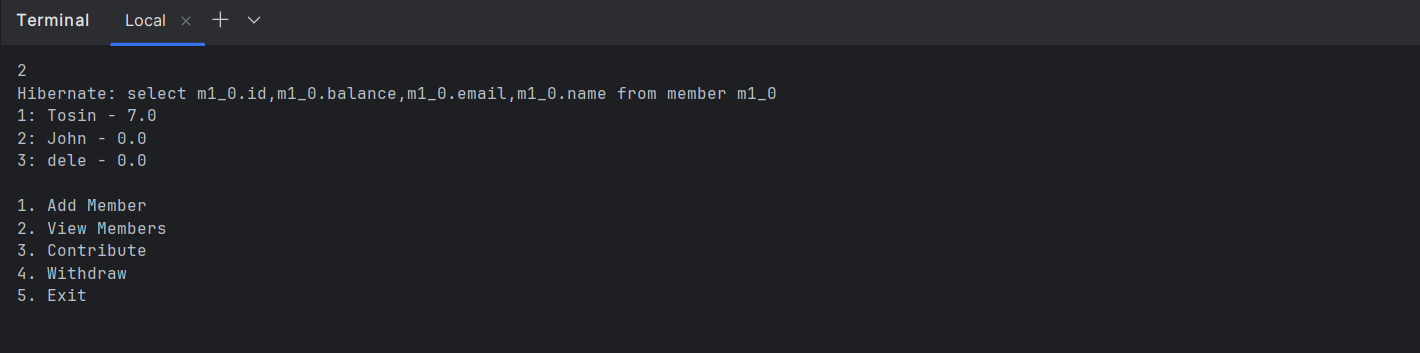 Terminal Local
2
Hibernate: select m1_0.id,m1_0.balance,m1_0.email,m1_0.name from member m1_0
1: Tosin - 7.0
2: John - 0.0
3: dele - 0.0
1. Add Member
2. View Members
3. Contribute
4. Withdraw
5. Exit